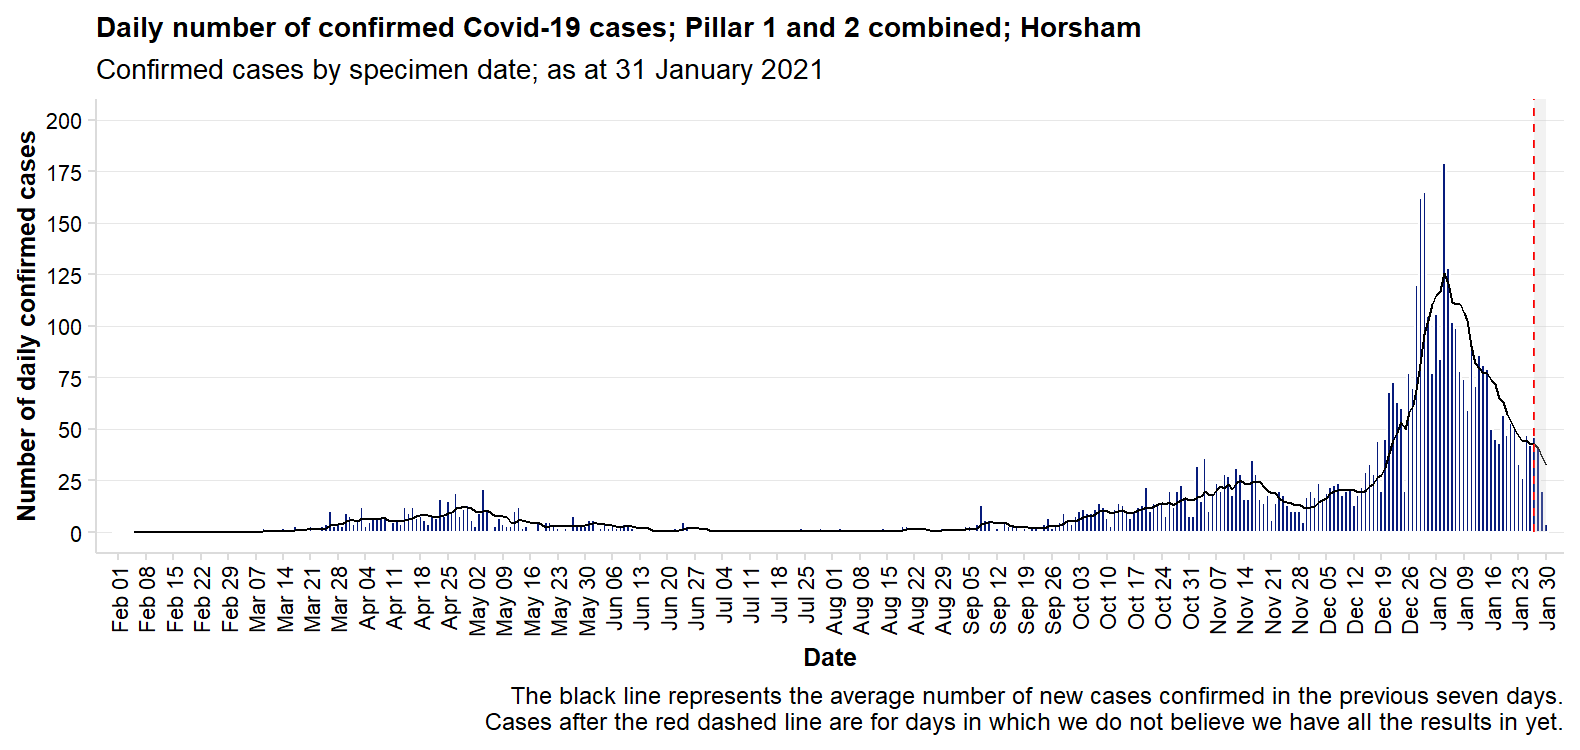 Daily number of confirmed Covid-19 cases; Pillar 1 and 2 combined; Horsham
Confirmed cases by specimen date; as at 31 January 2021
Number of daily confirmed cases
200
175
150
125
100
75
50
25
0
Feb 01
Feb 08
Feb 15
Feb 22
Feb 29
Mar 07
Mar 14
Mar 21
Mar 28
Apr 04
Apr 11
Apr 18
Apr 25
May 02
May 09
May 16
May 23
May 30
Jun 06
Jun 13
Jun 20
Jun 27
Jul 04
Jul 11
Jul 18
Jul 25
Aug 01
Aug 08
Aug 15
Aug 22
Aug 29
Sep 05
Sep 12
Sep 19
Sep 26
Oct 03
Oct 10
Oct 17
Oct 24
Oct 31
Nov 07
Nov 14
Nov 21
Nov 28
Dec 05
Dec 12
Dec 19
Dec 26
Jan 02
Jan 09
Jan 16
Jan 23
Jan 30
Date
The black line represents the average number of new cases confirmed in the previous seven days.
Cases after the red dashed line are for days in which we do not believe we have all the results in yet.